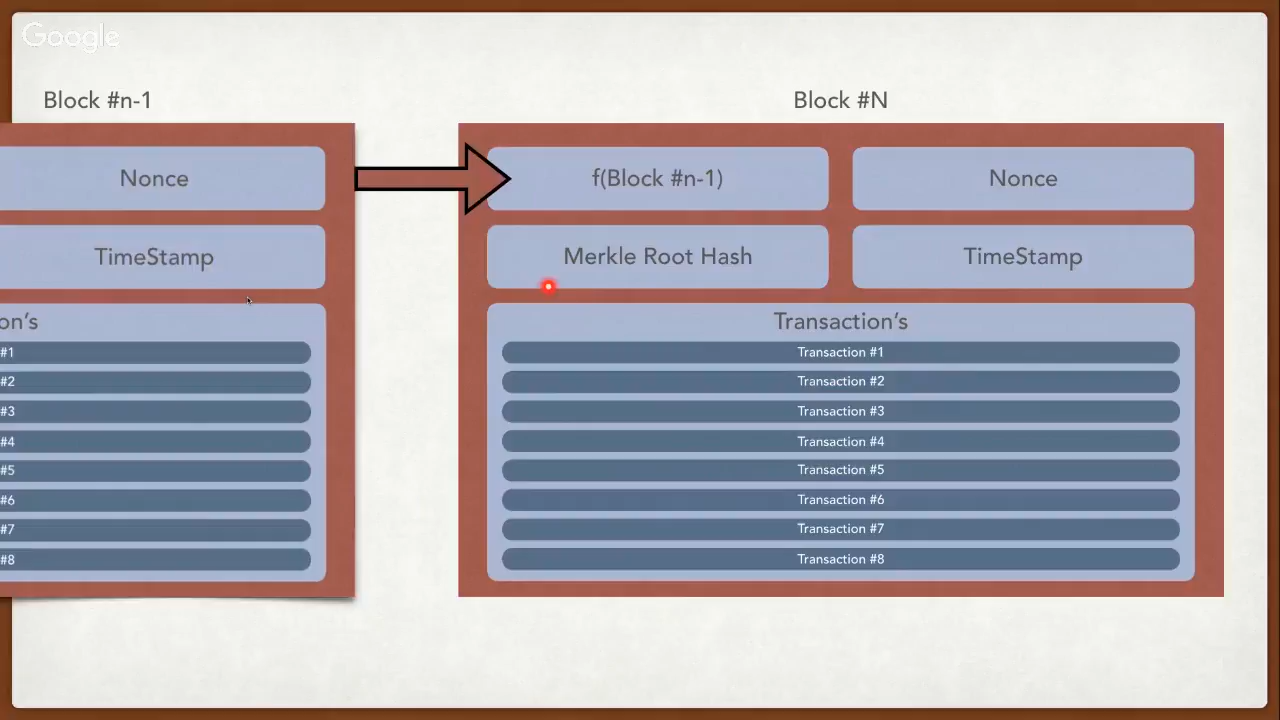 Google
Block #n-1
Block #N
Nonce
TimeStamp
on's
#1
#2
#3
#4
#5
#6
#7
#8
f(Block #n-1)
Nonce
Merkle Root Hash
TimeStamp
Transaction's
Transaction #1
Transaction #2
Transaction #3
Transaction #4
Transaction #5
Transaction #6
Transaction #7
Transaction #8